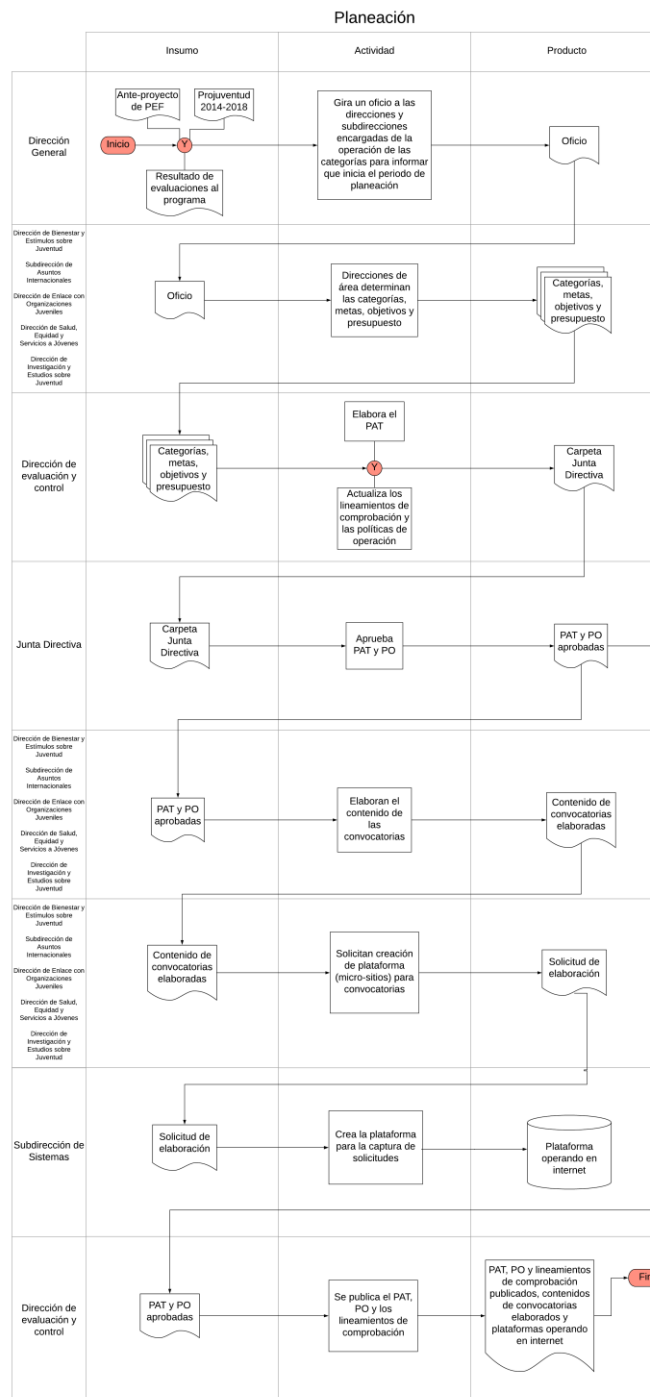 Planeación
Insumo
Actividad
Producto
Dirección
General
Ante-proyecto
de PEF
Projuventud
2014-2018
Inicio
Y
Resultado de
evaluaciones al
programa
Gira un oficio a las
direcciones y
subdirecciones
encargadas de la
operación de las
categorías para informar
que inicia el periodo de
planeación
Oficio
Dirección de Bienestar y
Estímulos sobre
Juventud
Subdirección de
Asuntos
Internacionales
Dirección de Enlace con
Organizaciones
Juveniles
Dirección de Salud,
Equidad y
Servicios a Jóvenes
Dirección de
Investigación y
Estudios sobre
Juventud
Oficio
Direcciones de
área determinan
las categorías,
metas, objetivos y
presupuesto
Categorías,
metas,
objetivos y
presupuesto
Dirección de
evaluación y
control
Categorías,
metas,
objetivos y
presupuesto
Elabora el
PAT
Y
Actualiza los
lineamientos de
comprobación y
las políticas de
operación
Carpeta
Junta
Directiva
Junta Directiva
Carpeta
Junta
Directiva
Aprueba
PAT y PO
PAT y PO
aprobadas
Dirección de Bienestar y
Estímulos sobre
Juventud
Subdirección de
Asuntos
Internacionales
Dirección de Enlace con
Organizaciones
Juveniles
Dirección de Salud,
Equidad y
Servicios a Jóvenes
Dirección de
Investigación y
Estudios sobre
Juventud
PAT y PO
aprobadas
Elaboran el
contenido de
las
convocatorias
Contenido de
convocatorias
elaboradas
Dirección de Bienestar y
Estímulos sobre
Juventud
Subdirección de
Asuntos
Internacionales
Dirección de Enlace con
Organizaciones
Juveniles
Dirección de Salud,
Equidad y
Servicios a Jóvenes
Dirección de
Investigación y
Estudios sobre
Juventud
Contenido de
convocatorias
elaboradas
Solicitan creación
de plataforma
(micro-sitios) para
convocatorias
Solicitud de
elaboración
Subdirección de
Sistemas
Solicitud de
elaboración
Crea la plataforma
para la captura de
solicitudes
Plataforma
operando en
internet
Dirección de
evaluación y
control
PAT y PO
aprobadas
Se publica el PAT,
PO y los
lineamientos de
comprobación
PAT, PO y lineamientos
de comprobación
publicados, contenidos
de convocatorias
elaborados y
plataformas operando
en internet
Fin